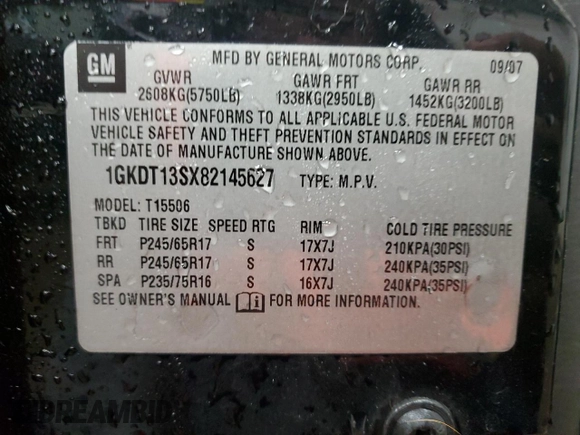 GM
MFD BY GENERAL MOTORS CORP. 09/07
GVWR GAWR FRT GAWR RR
2608KG(5750LB) 1338KG(2950LB) 1452KG(3200LB)
THIS VEHICLE CONFORMS TO ALL APPLICABLE U.S. FEDERAL MOTOR
VEHICLE SAFETY AND THEFT PREVENTION STANDARDS IN EFFECT ON
THE DATE OF MANUFACTURE SHOWN ABOVE.
1GKDT13SX82145627 TYPE: M.P.V.
MODEL: T15506
TBKD TIRE SIZE SPEED RTG RIM COLD TIRE PRESSURE
FRT P245/65R17 S 17X7J 210KPA(30PSI)
RR P245/65R17 S 17X7J 240KPA(35PSI)
SPA P235/75R16 S 16X7J 240KPA(35PSI)
SEE OWNER'S MANUAL FOR MORE INFORMATION.